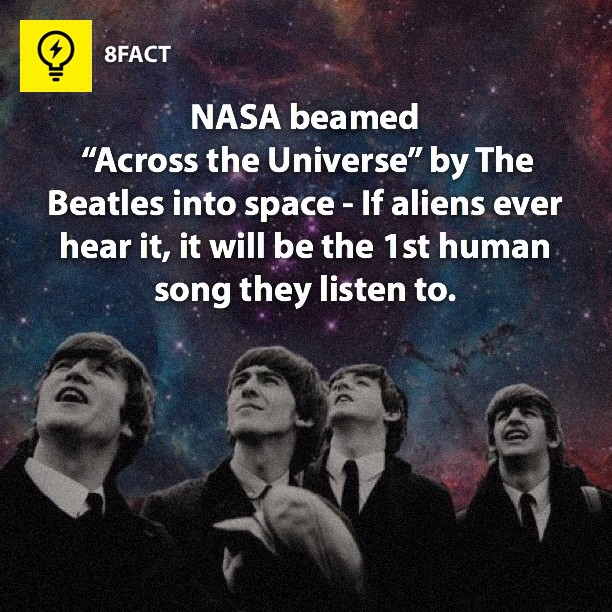 8FACT
NASA beamed
“Across the Universe” by The
Beatles into space - If aliens ever
hear it, it will be the 1st human
song they listen to.